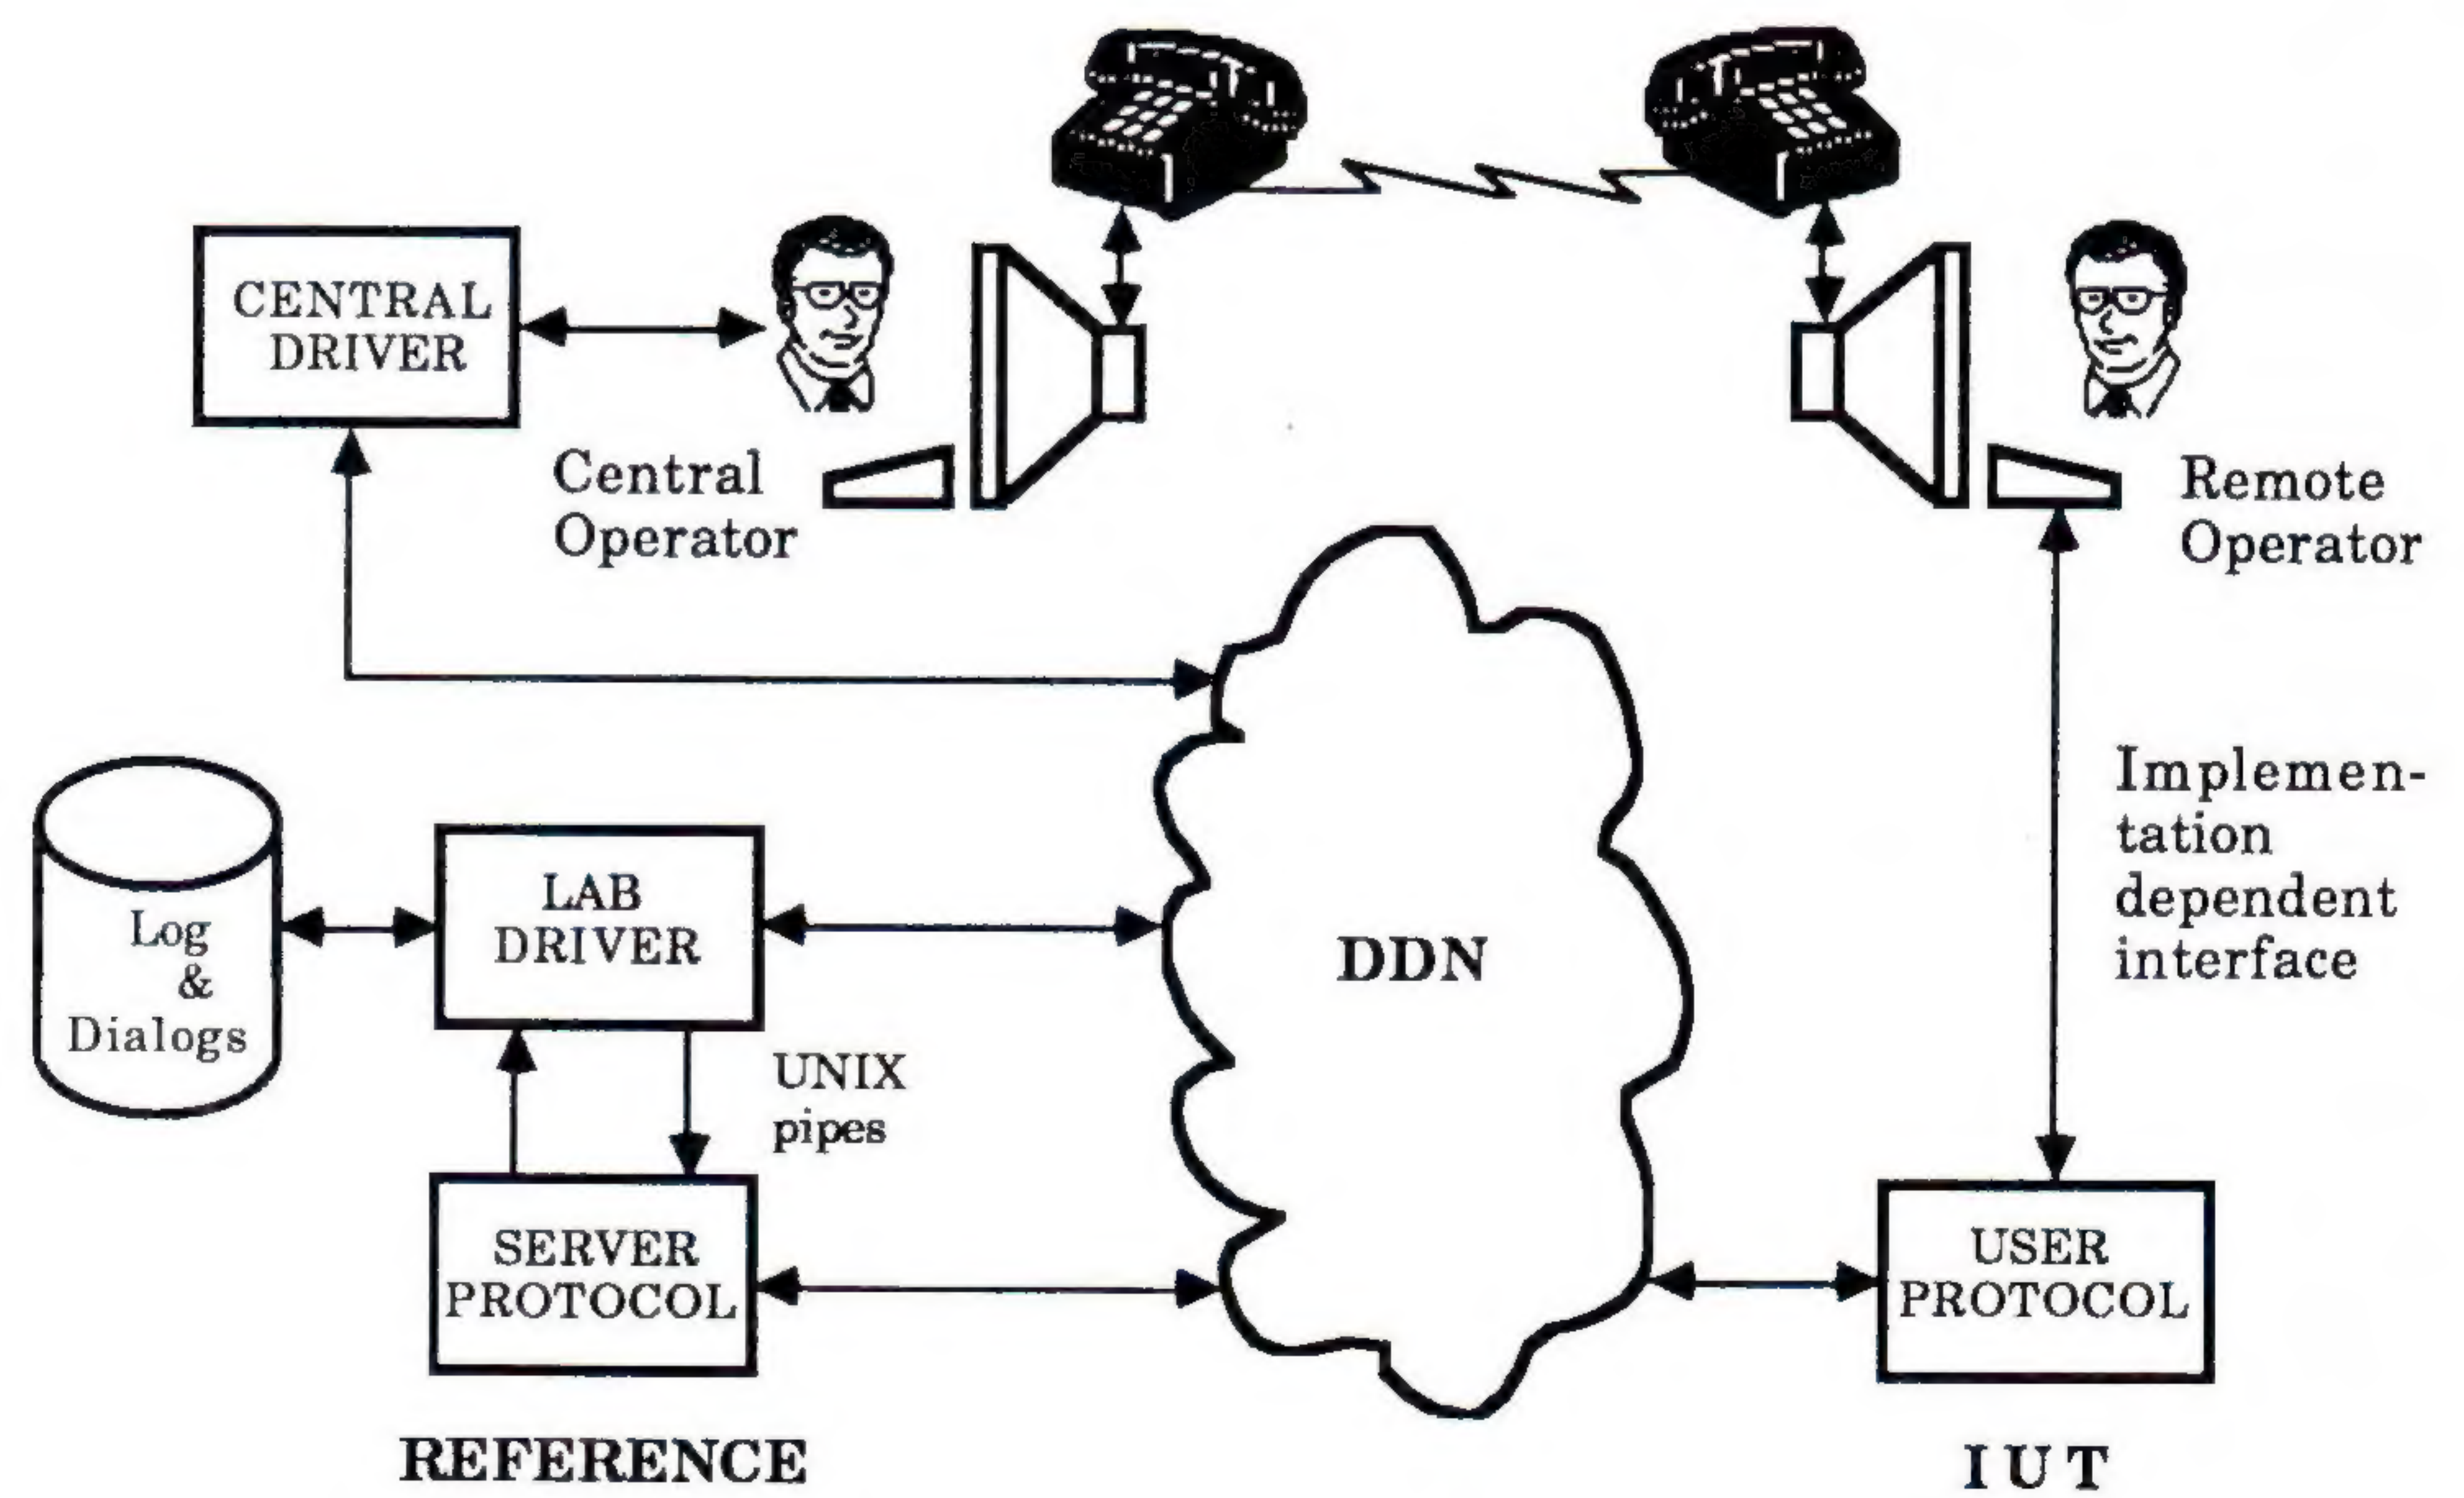 CENTRAL
DRIVER
Central
Operator
Remote
Operator
Implemen-
tation
dependent
interface
Log
&
Dialogs
LAB
DRIVER
DDN
UNIX
pipes
SERVER
PROTOCOL
USER
PROTOCOL
REFERENCE
IUT